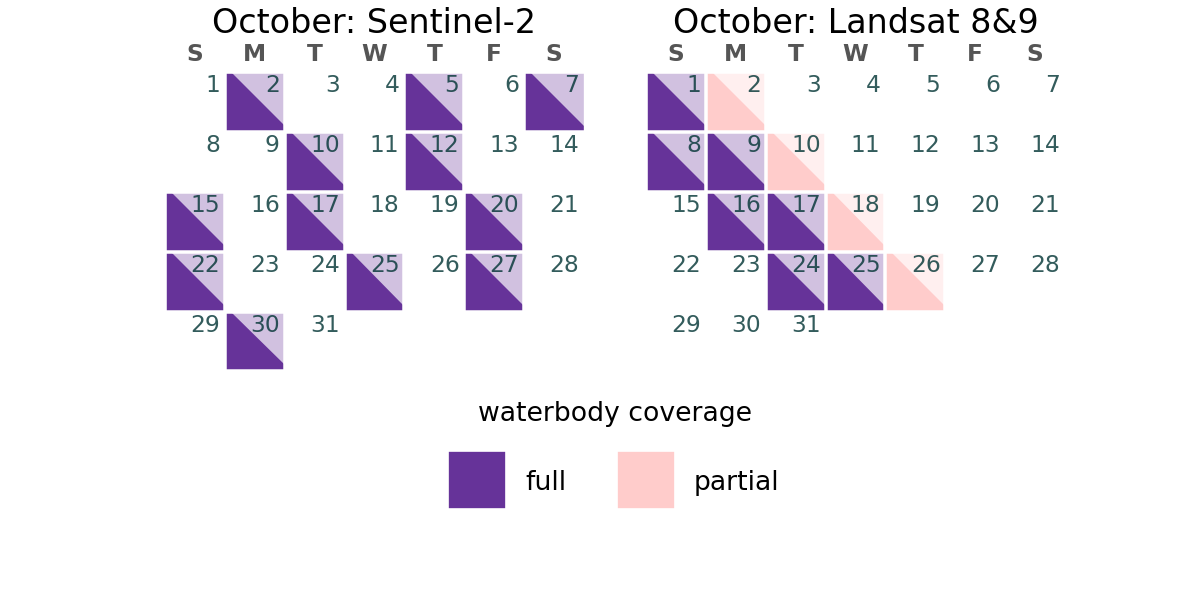 October: Sentinel-2
S M T W T F S
1 2 3 4 5 6 7
8 9 10 11 12 13 14
15 16 17 18 19 20 21
22 23 24 25 26 27 28
29 30 31
October: Landsat 8&9
S M T W T F S
1 2 3 4 5 6 7
8 9 10 11 12 13 14
15 16 17 18 19 20 21
22 23 24 25 26 27 28
29 30 31
waterbody coverage
full partial